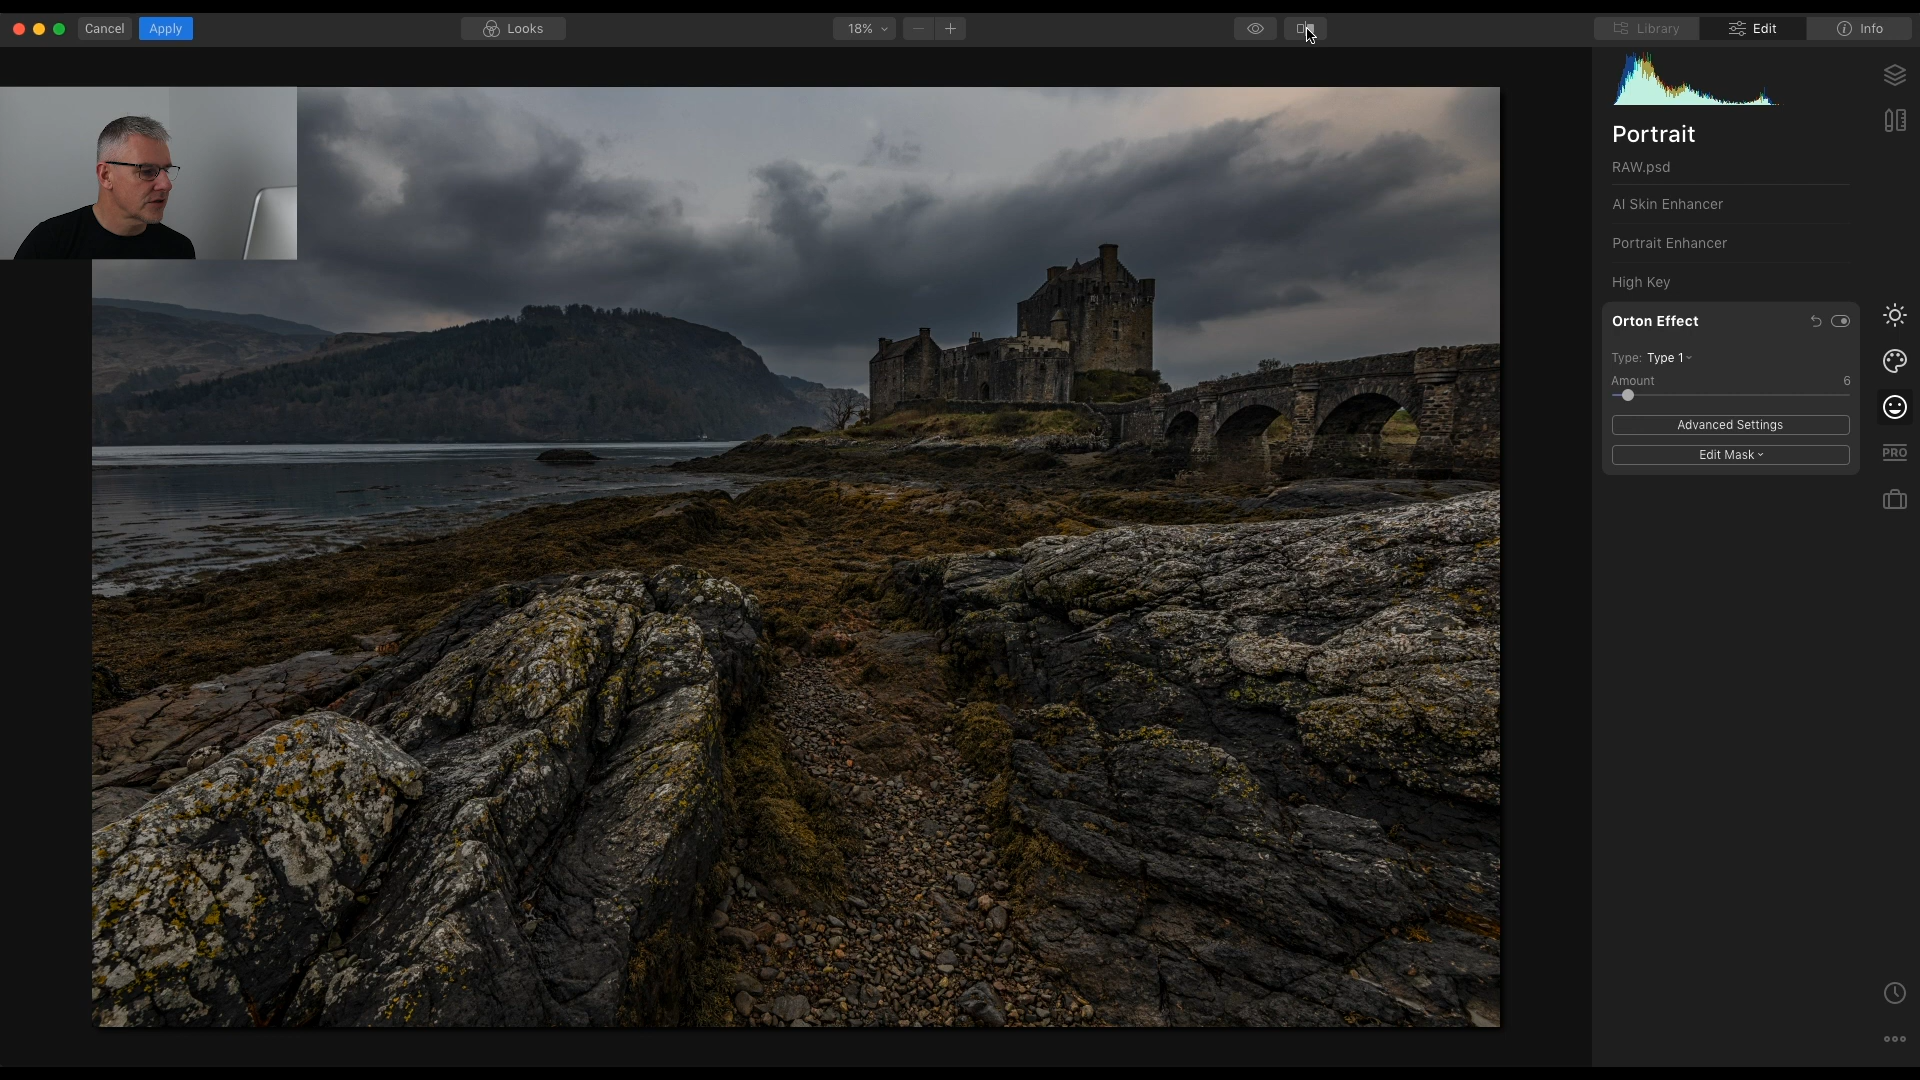 Cancel Apply Looks 18% Library Edit Info
Portrait
RAW.psd
AI Skin Enhancer
Portrait Enhancer
High Key
Orton Effect
Type: Type 1
Amount 6
Advanced Settings
Edit Mask
PRO